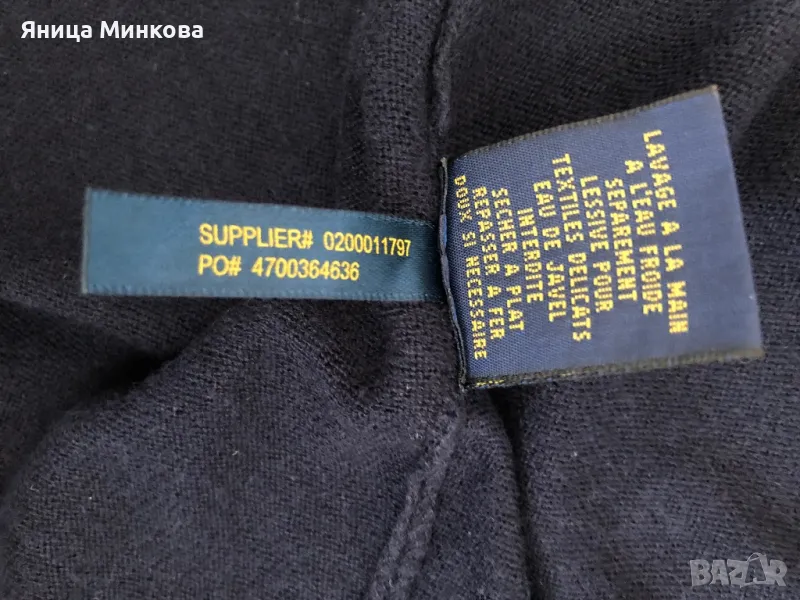 Яница Минкова
SUPPLIER# 0200011797
PO# 4700364636
LAVAGE A LA MAIN
A L'EAU FROIDE
SEPAREMENT
LESSIVE POUR
TEXTILES DELICATS
EAU DE JAVEL
INTERDITE
SECHER A PLAT
REPASSER A FER
DOUX SI NECESSAIRE
BAZAR